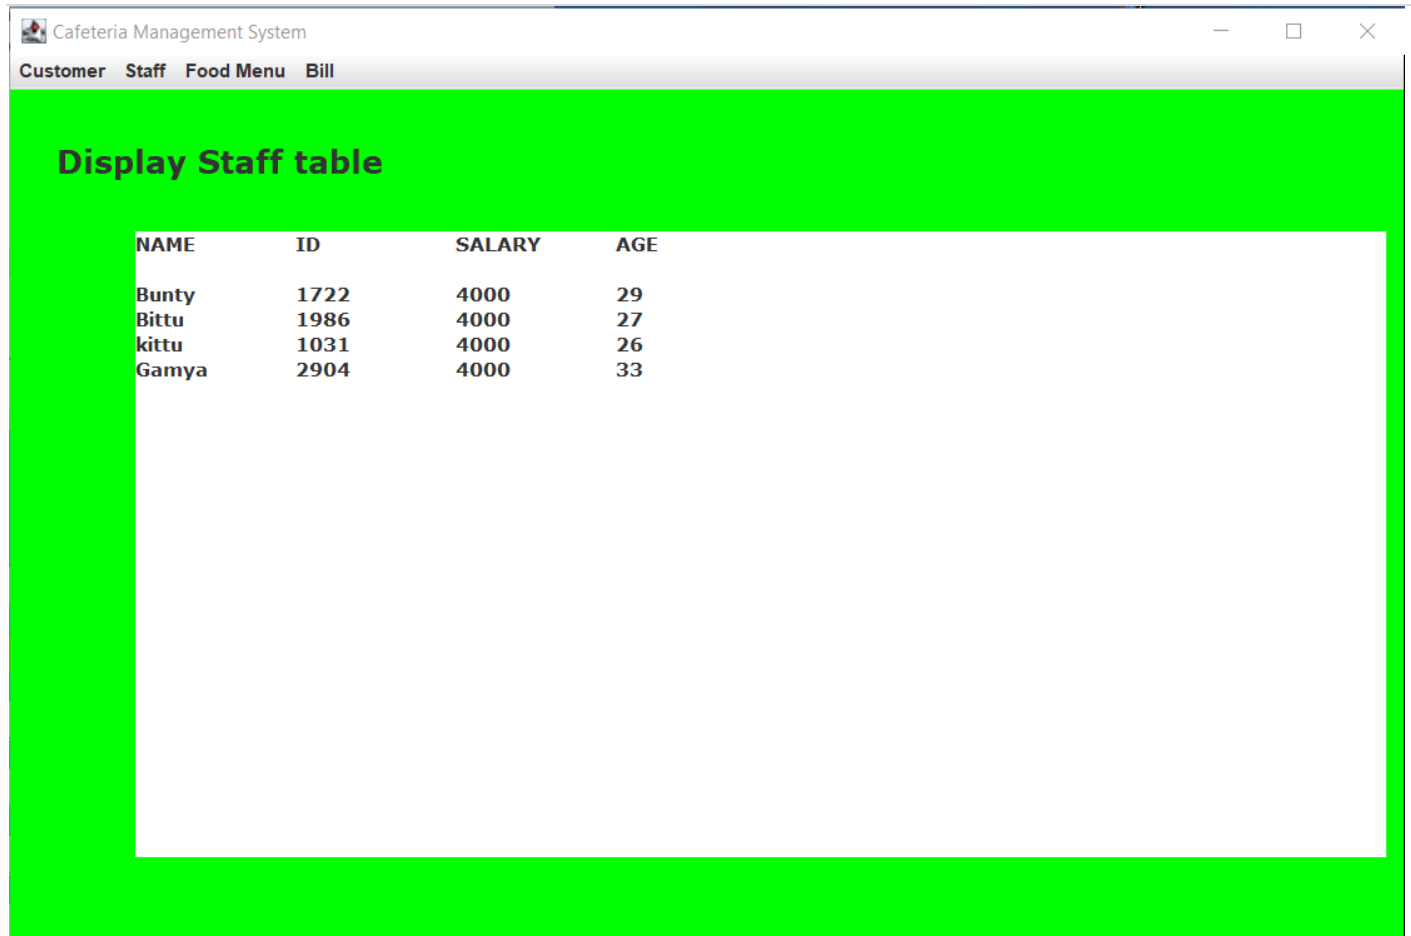 Cafeteria Management System
Customer Staff Food Menu Bill
Display Staff table
NAME ID SALARY AGE
Bunty 1722 4000 29
Bittu 1986 4000 27
kittu 1031 4000 26
Gamya 2904 4000 33